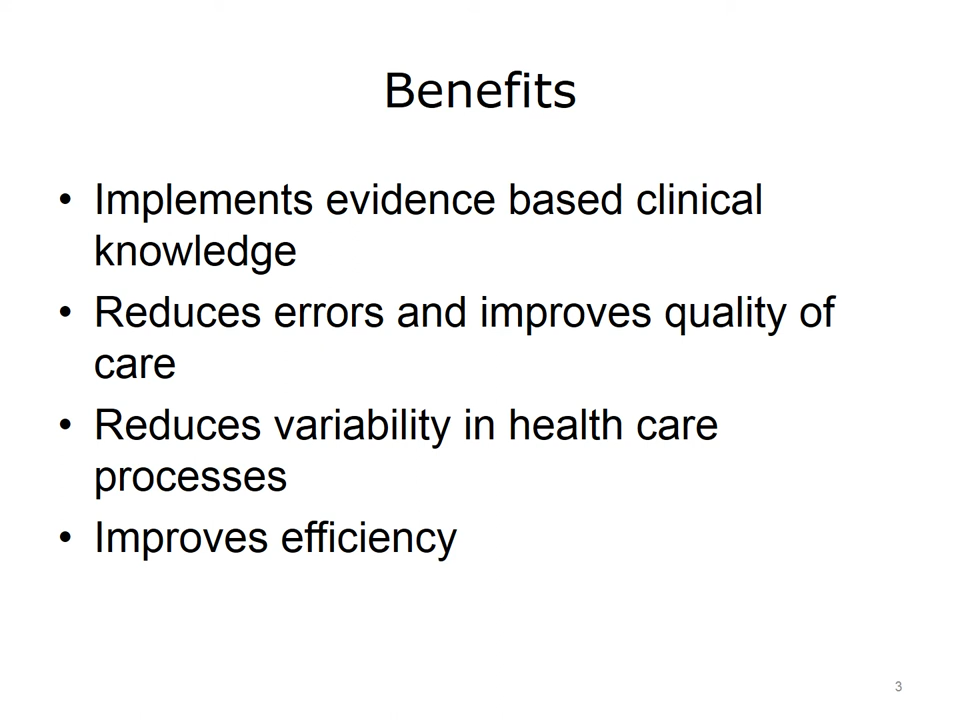 Benefits
• Implements evidence based clinical
knowledge
• Reduces errors and improves quality of
care
• Reduces variability in health care
processes
• Improves efficiency
3